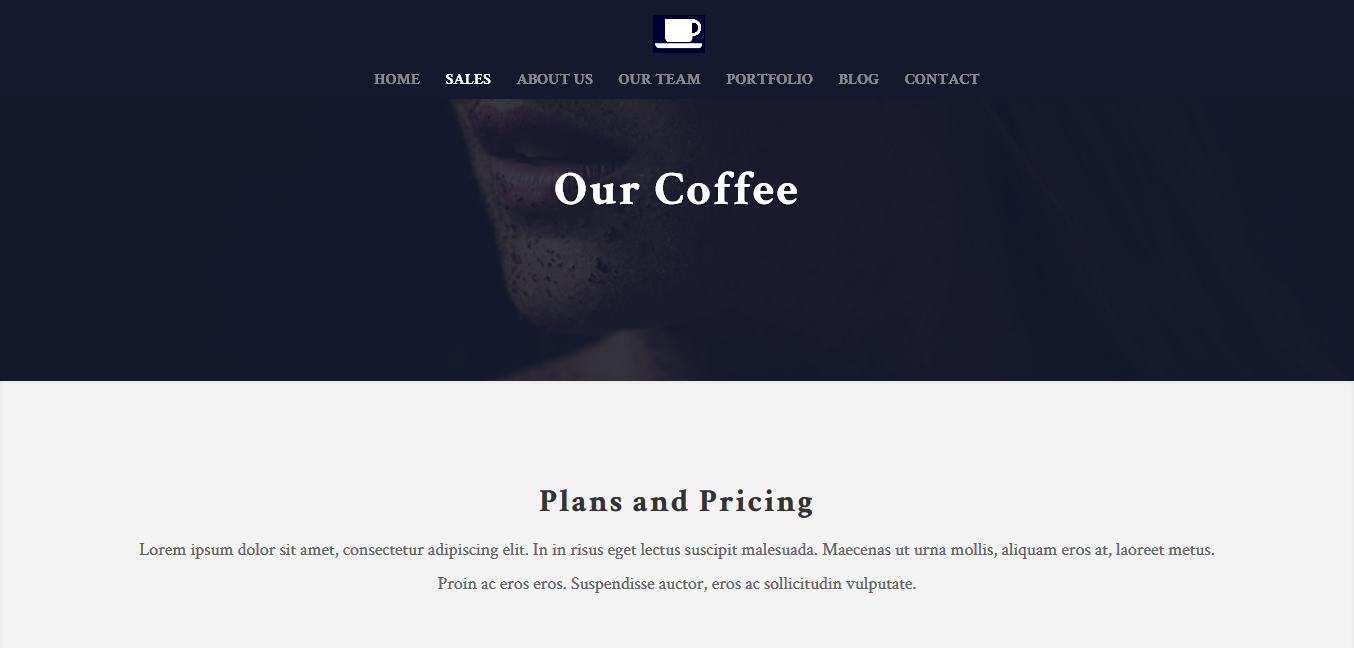 HOME SALES ABOUT US OUR TEAM PORTFOLIO BLOG CONTACT
Our Coffee
Plans and Pricing
Lorem ipsum dolor sit amet, consectetur adipiscing elit. In in risus eget lectus suscipit malesuada. Maecenas ut urna mollis, aliquam eros at, laoreet metus.
Proin ac eros eros. Suspendisse auctor, eros ac sollicitudin vulputate.